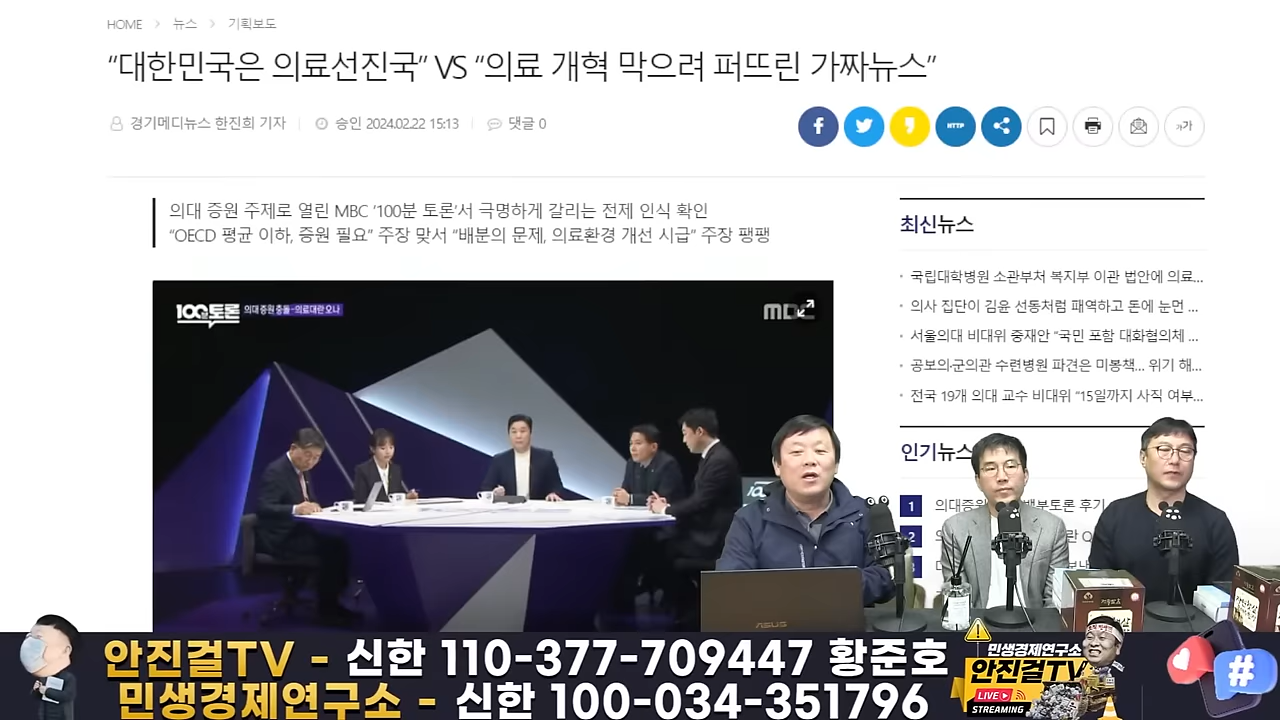 HOME > 뉴스 > 기획보도
“대한민국은 의료선진국” VS “의료 개혁 막으려 퍼뜨린 가짜뉴스”
경기메디뉴스 한진희 기자
승인 2024.02.22 15:13
댓글 0
HTTP
가가
의대 증원 주제로 열린 MBC ‘100분 토론’서 극명하게 갈리는 전제 인식 확인
“OECD 평균 이하, 증원 필요” 주장 맞서 “배분의 문제, 의료환경 개선 시급” 주장 팽팽
최신뉴스
국립대학병원 소관부처 복지부 이관 법안에 의료...
의사 집단이 김윤 선동처럼 패역하고 돈에 눈먼 ...
서울의대 비대위 중재안 “국민 포함 대화협의체 ...
공보의·군의관 수련병원 파견은 미봉책... 위기 해...
전국 19개 의대 교수 비대위 “15일까지 사직 여부...
100분토론 의대 증원 충돌-의료대란 오나
MBC
인기뉴스
1 의대증원
토론 후기
2
3
ASUS
안진걸TV - 신한 110-377-709447 황준호
민생경제연구소 - 신한 100-034-351796
민생경제연구소
안진걸TV
LIVE
STREAMING
#